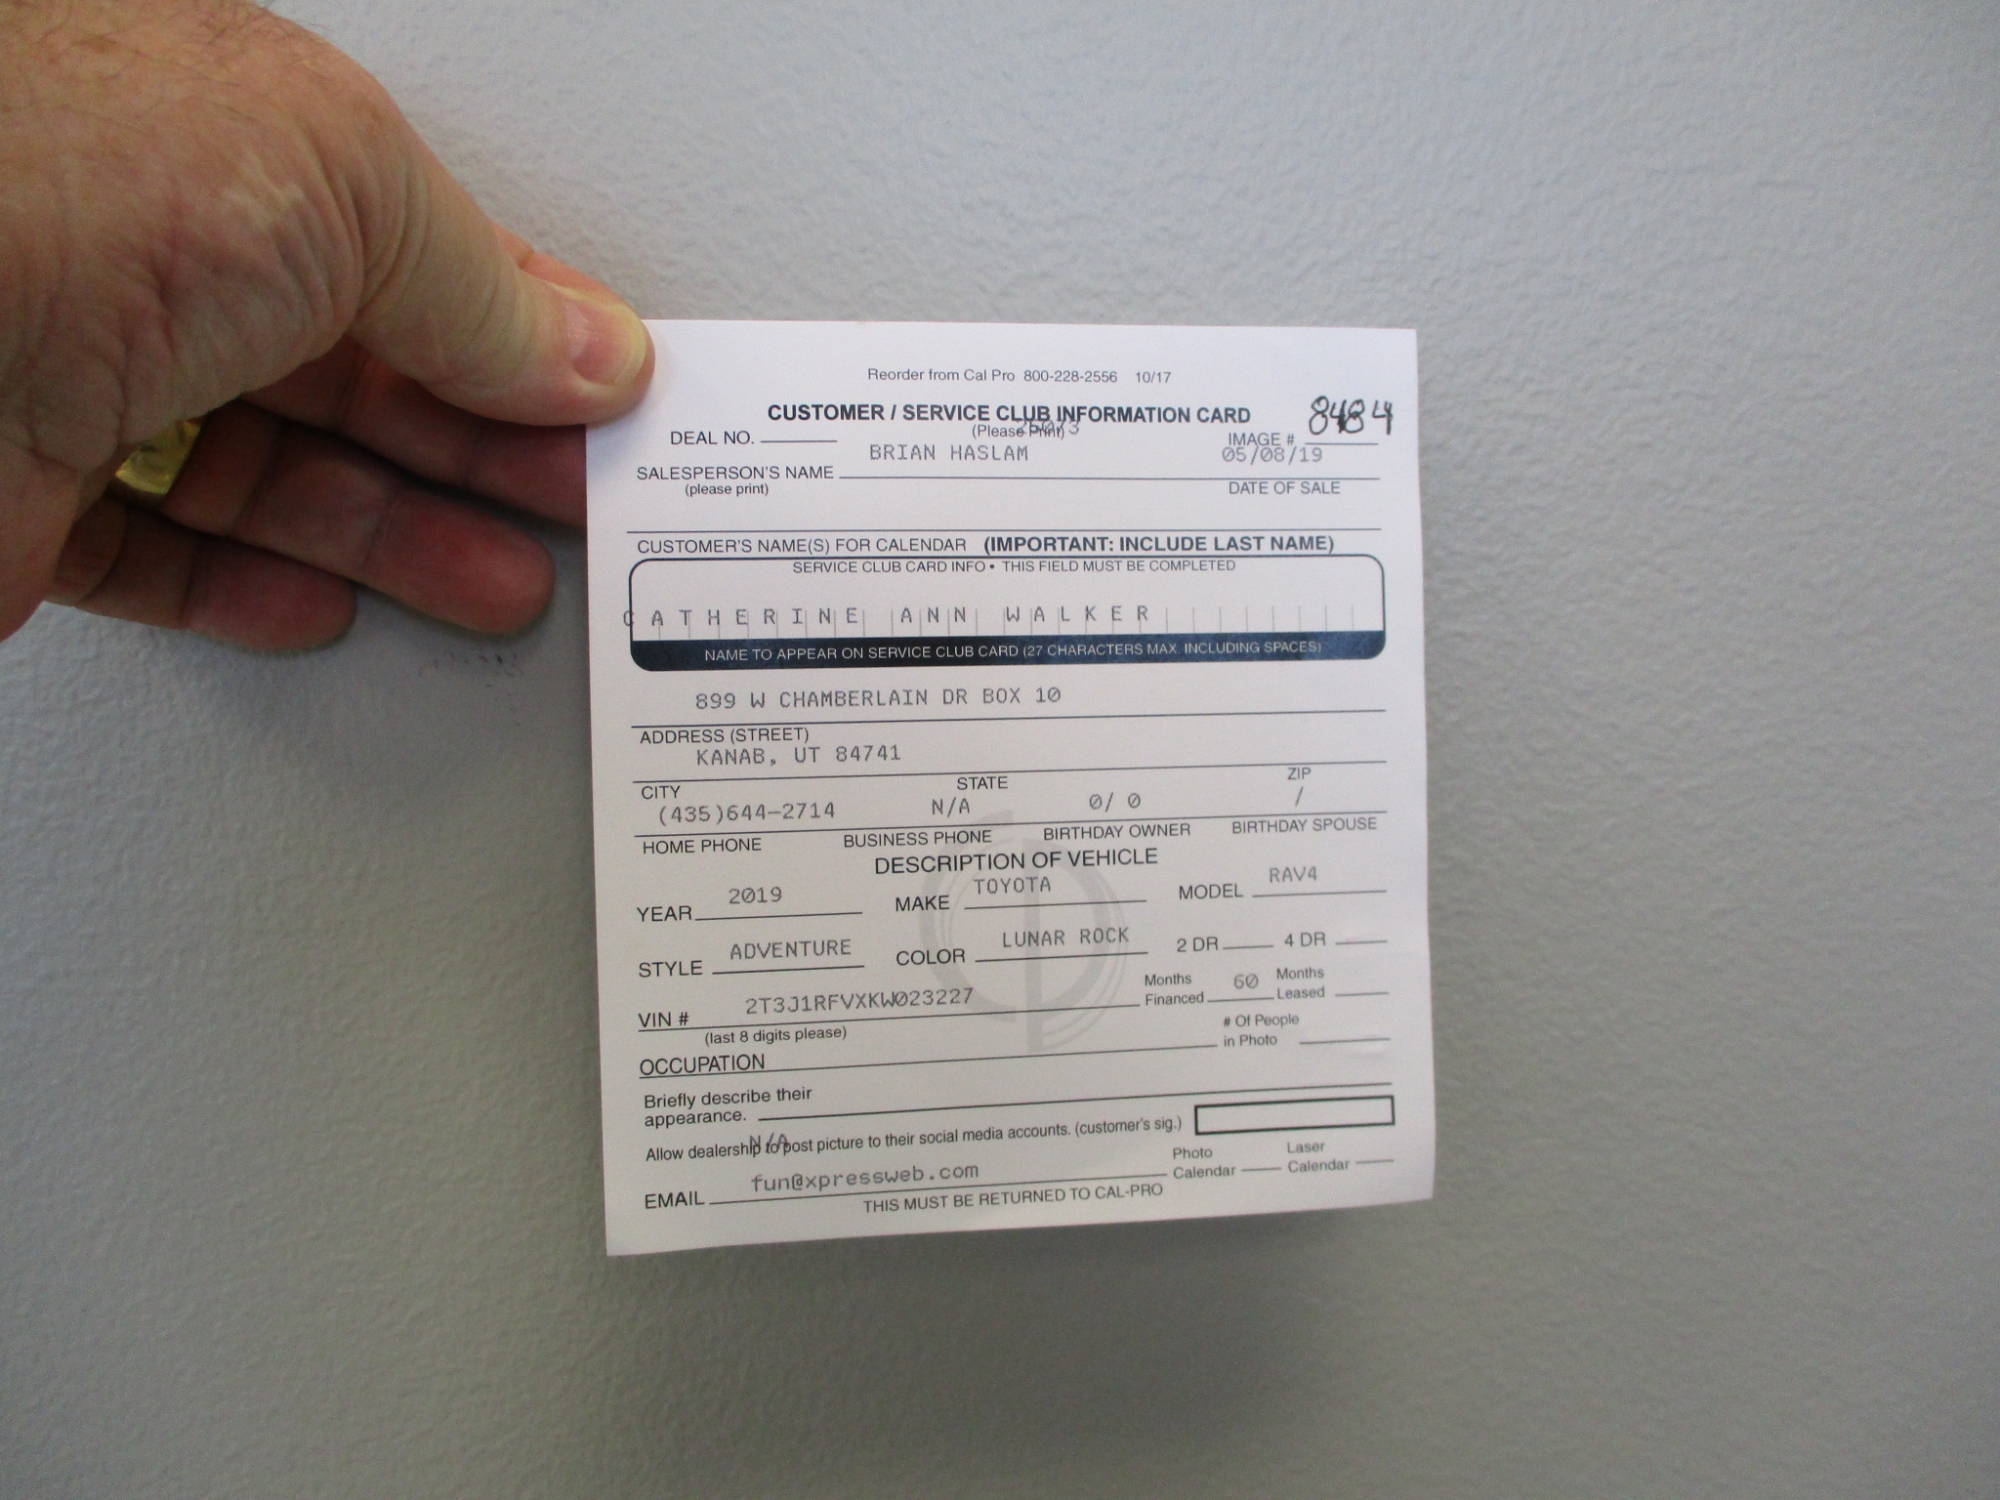 Reorder from Cal Pro 800-228-2556 10/17
CUSTOMER / SERVICE CLUB INFORMATION CARD 8484
(Please Print)
DEAL NO. IMAGE #
BRIAN HASLAM 05/08/19
SALESPERSON'S NAME
(please print) DATE OF SALE
CUSTOMER'S NAME(S) FOR CALENDAR (IMPORTANT: INCLUDE LAST NAME)
SERVICE CLUB CARD INFO • THIS FIELD MUST BE COMPLETED
CATHERINE ANN WALKER
NAME TO APPEAR ON SERVICE CLUB CARD (27 CHARACTERS MAX. INCLUDING SPACES)
899 W CHAMBERLAIN DR BOX 10
ADDRESS (STREET)
KANAB, UT 84741
CITY STATE ZIP
(435)644-2714 N/A 0/ 0 /
HOME PHONE BUSINESS PHONE BIRTHDAY OWNER BIRTHDAY SPOUSE
DESCRIPTION OF VEHICLE
YEAR 2019 MAKE TOYOTA MODEL RAV4
STYLE ADVENTURE COLOR LUNAR ROCK 2 DR 4 DR
VIN # 2T3J1RFVXKW023227 Months Financed 60 Months Leased
(last 8 digits please) # Of People in Photo
OCCUPATION
Briefly describe their
appearance.
Allow dealership to post picture to their social media accounts. (customer's sig.)
N/A
EMAIL fun@xpressweb.com Photo Calendar Laser Calendar
THIS MUST BE RETURNED TO CAL-PRO